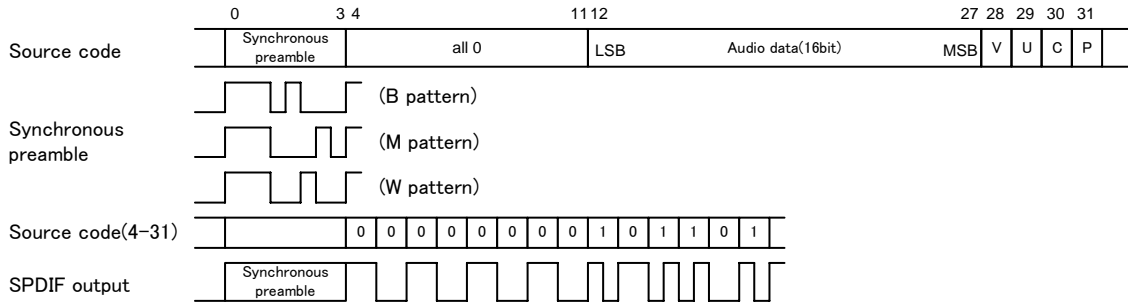 0 3 4 11 12 27 28 29 30 31
Source code Synchronous preamble all 0 LSB Audio data(16bit) MSB V U C P
(B pattern)
Synchronous preamble (M pattern)
(W pattern)
Source code(4-31) 0 0 0 0 0 0 0 0 1 0 1 1 0 1
SPDIF output Synchronous preamble